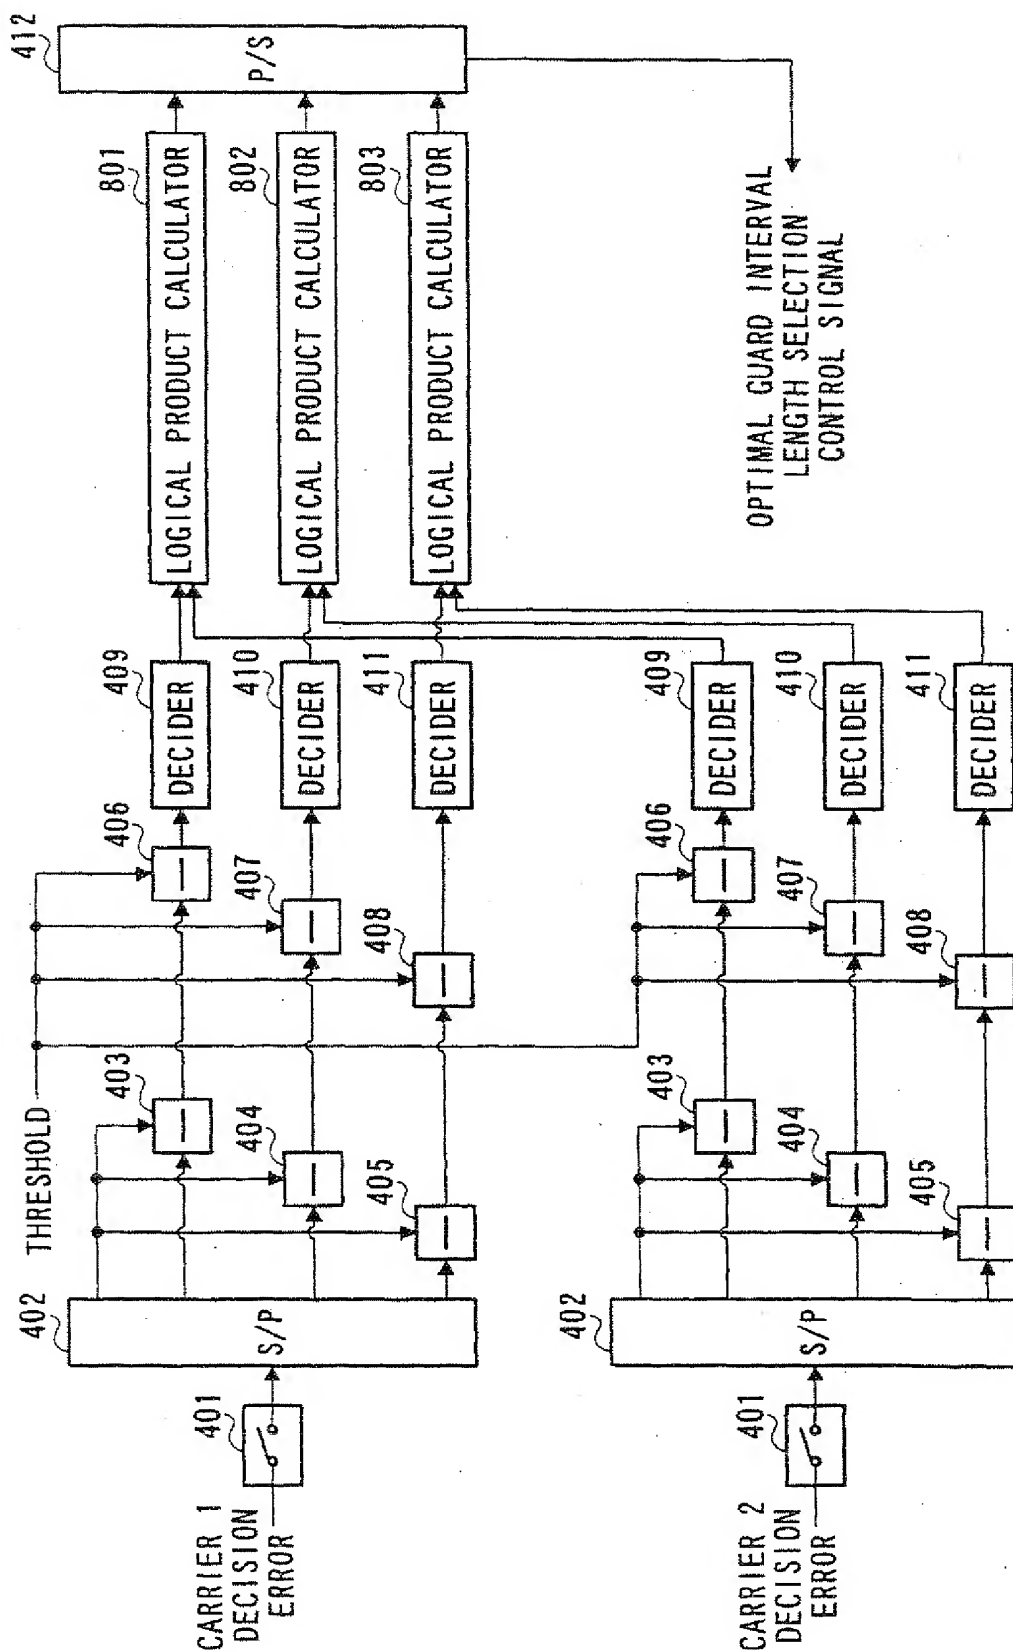 CARRIER 1
DECISION
ERROR
401
402
S/P
THRESHOLD
403
404
405
406
407
408
409
DECIDER
410
DECIDER
411
DECIDER
801
LOGICAL PRODUCT CALCULATOR
802
LOGICAL PRODUCT CALCULATOR
803
LOGICAL PRODUCT CALCULATOR
412
P/S
CARRIER 2
DECISION
ERROR
401
402
S/P
403
404
405
406
407
408
409
DECIDER
410
DECIDER
411
DECIDER
OPTIMAL GUARD INTERVAL
LENGTH SELECTION
CONTROL SIGNAL